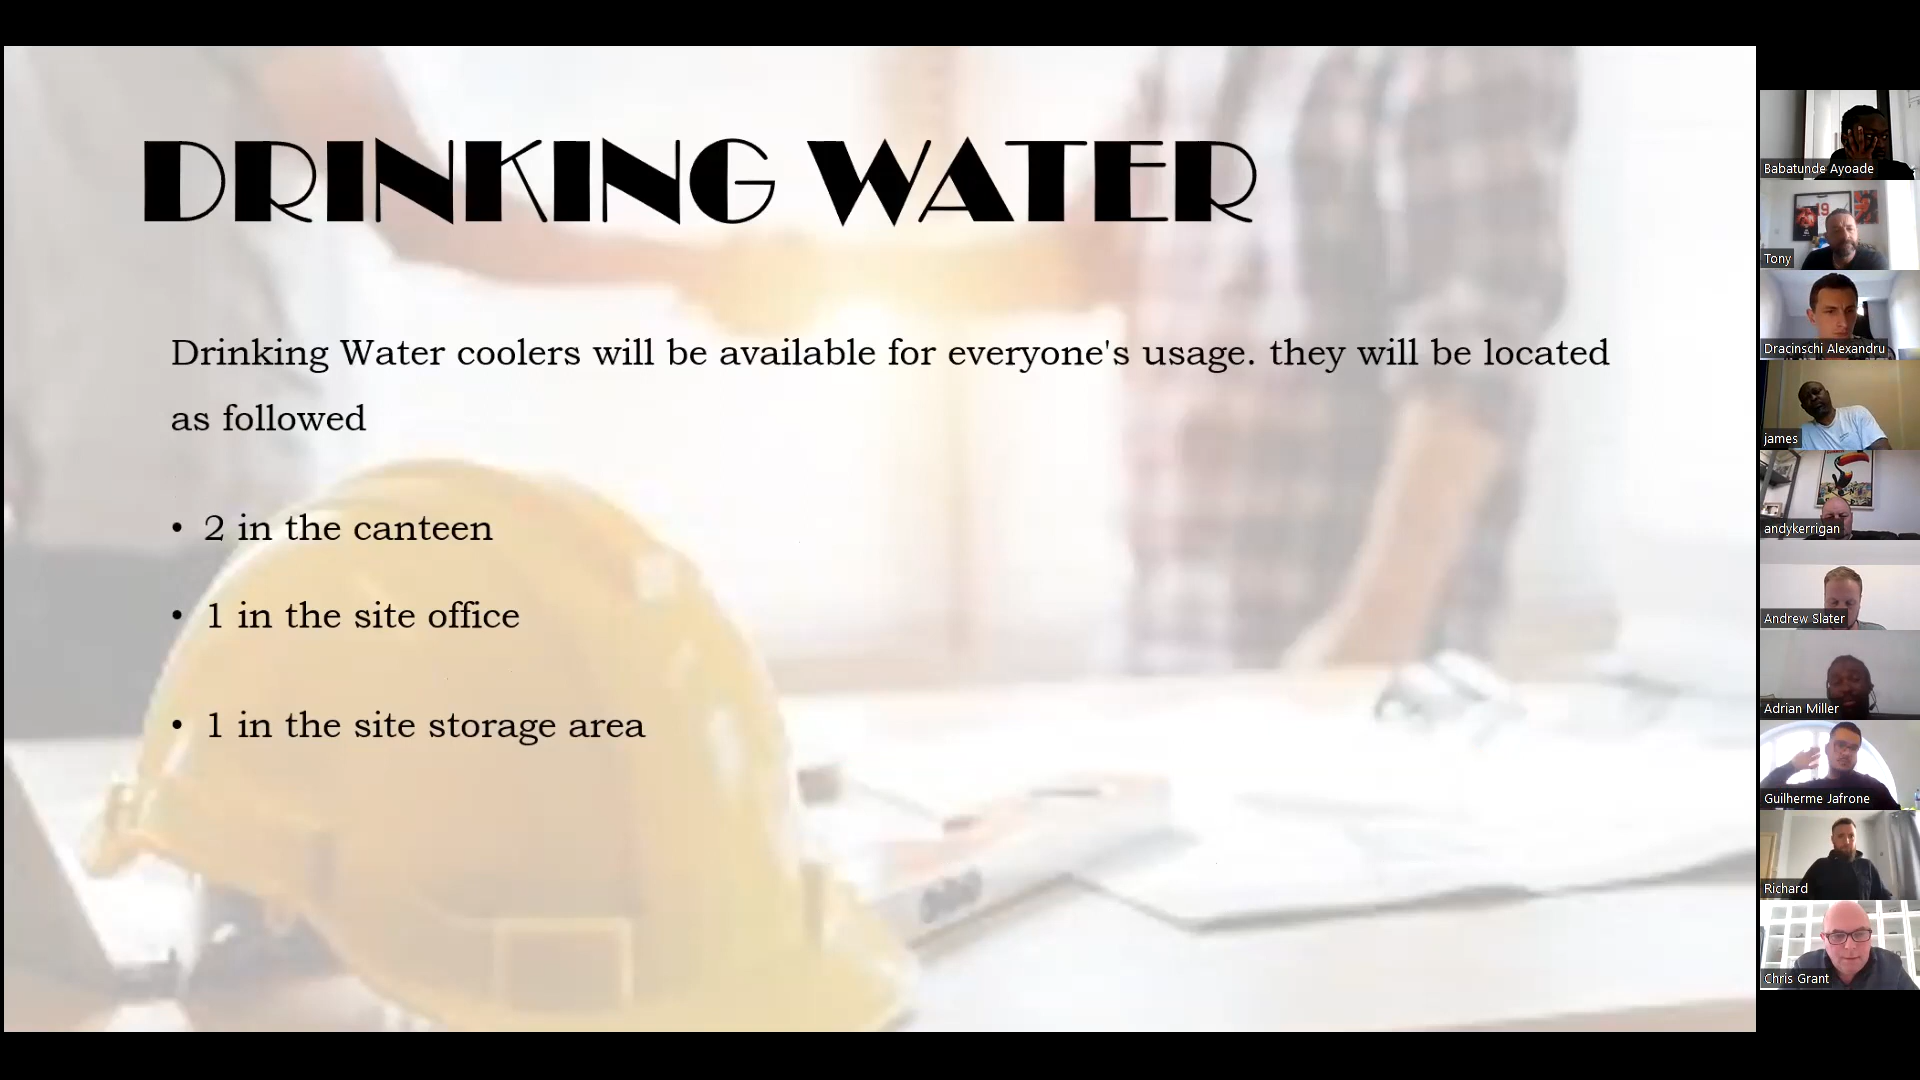 DRINKING WATER
Drinking Water coolers will be available for everyone's usage. they will be located
as followed
• 2 in the canteen
• 1 in the site office
• 1 in the site storage area
Babatunde Ayoade
Tony
19
Dracinschi Alexandru
james
andykerrigan
Andrew Slater
Adrian Miller
Guilherme Jafrone
Richard
Chris Grant